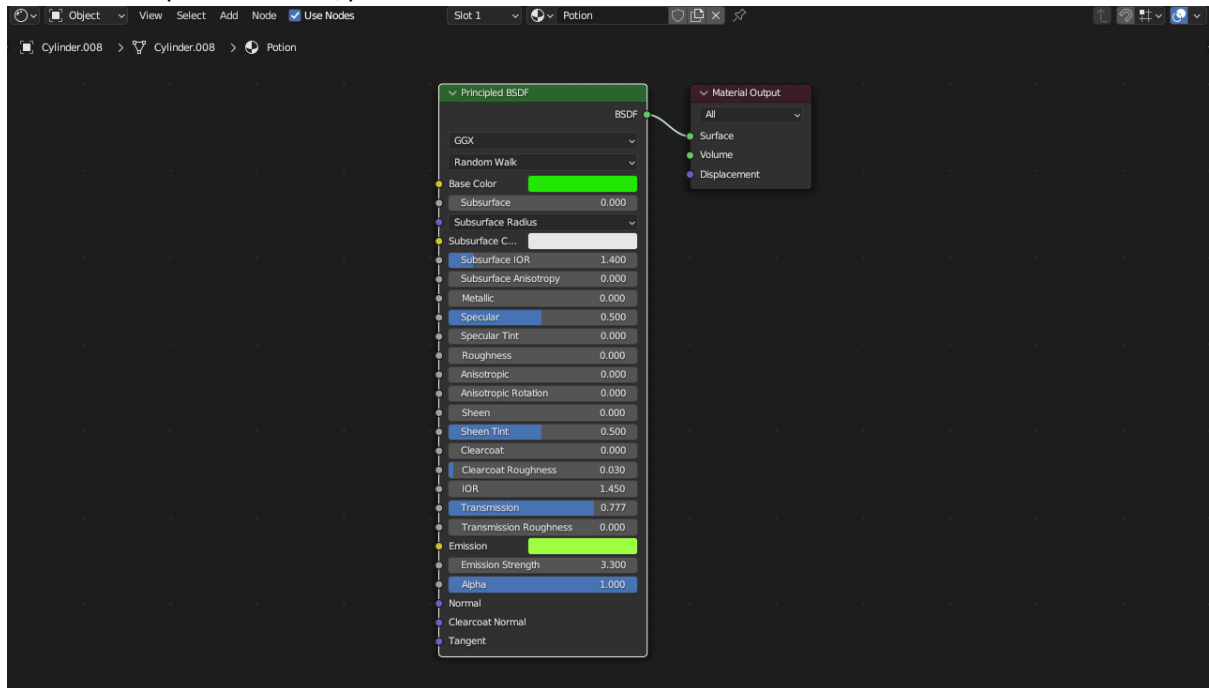 Object View Select Add Node Use Nodes Slot 1 Potion
Cylinder.008 > Cylinder.008 > Potion
Principled BSDF
BSDF
GGX
Random Walk
Base Color
Subsurface 0.000
Subsurface Radius
Subsurface C...
Subsurface IOR 1.400
Subsurface Anisotropy 0.000
Metallic 0.000
Specular 0.500
Specular Tint 0.000
Roughness 0.000
Anisotropic 0.000
Anisotropic Rotation 0.000
Sheen 0.000
Sheen Tint 0.500
Clearcoat 0.000
Clearcoat Roughness 0.030
IOR 1.450
Transmission 0.777
Transmission Roughness 0.000
Emission
Emission Strength 3.300
Alpha 1.000
Normal
Clearcoat Normal
Tangent
Material Output
All
Surface
Volume
Displacement